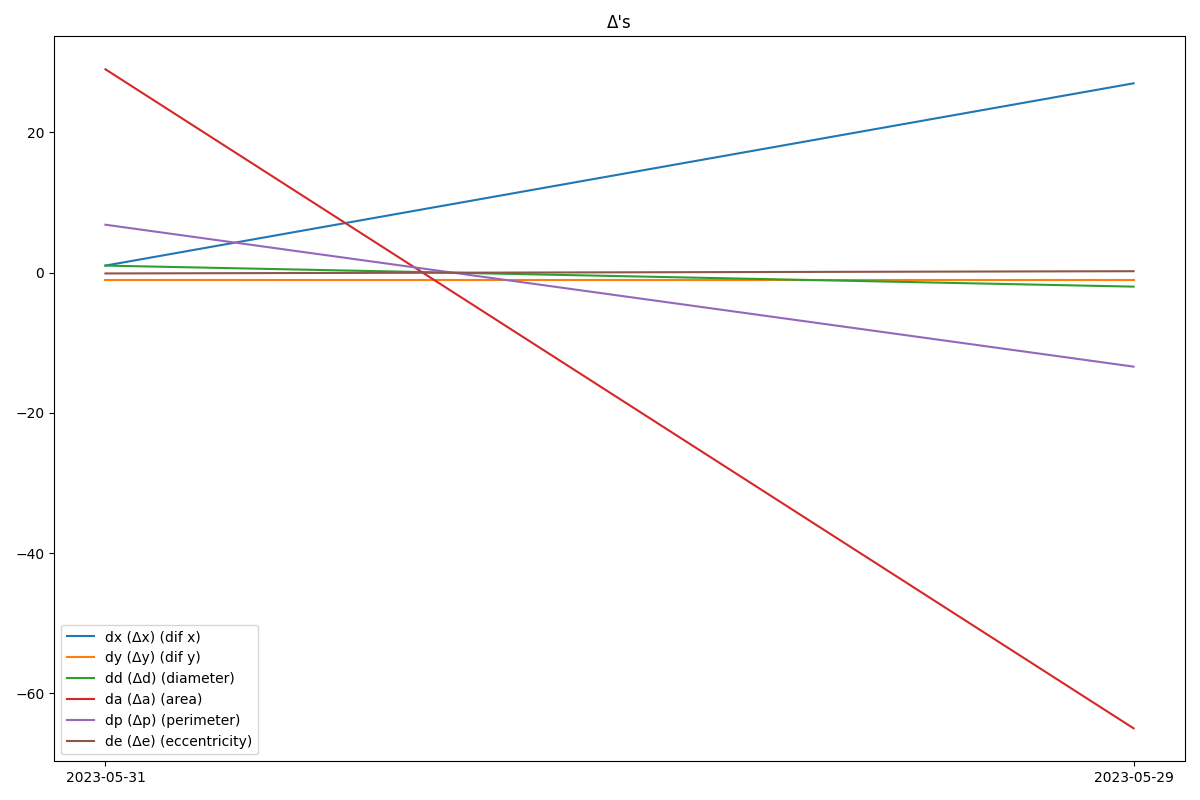 Δ's
20
0
−20
−40
−60
dx (Δx) (dif x)
dy (Δy) (dif y)
dd (Δd) (diameter)
da (Δa) (area)
dp (Δp) (perimeter)
de (Δe) (eccentricity)
2023-05-31
2023-05-29